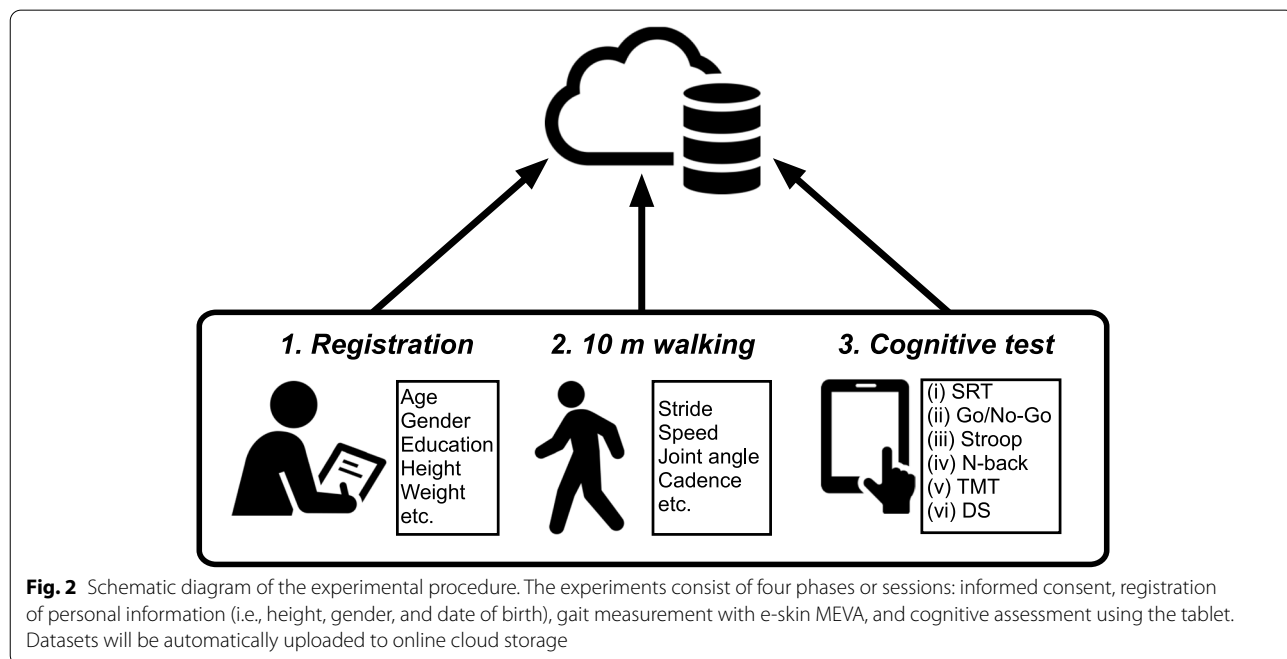 1. Registration
Age
Gender
Education
Height
Weight
etc.
2. 10 m walking
Stride
Speed
Joint angle
Cadence
etc.
3. Cognitive test
(i) SRT
(ii) Go/No-Go
(iii) Stroop
(iv) N-back
(v) TMT
(vi) DS
Fig. 2 Schematic diagram of the experimental procedure. The experiments consist of four phases or sessions: informed consent, registration
of personal information (i.e., height, gender, and date of birth), gait measurement with e-skin MEVA, and cognitive assessment using the tablet.
Datasets will be automatically uploaded to online cloud storage